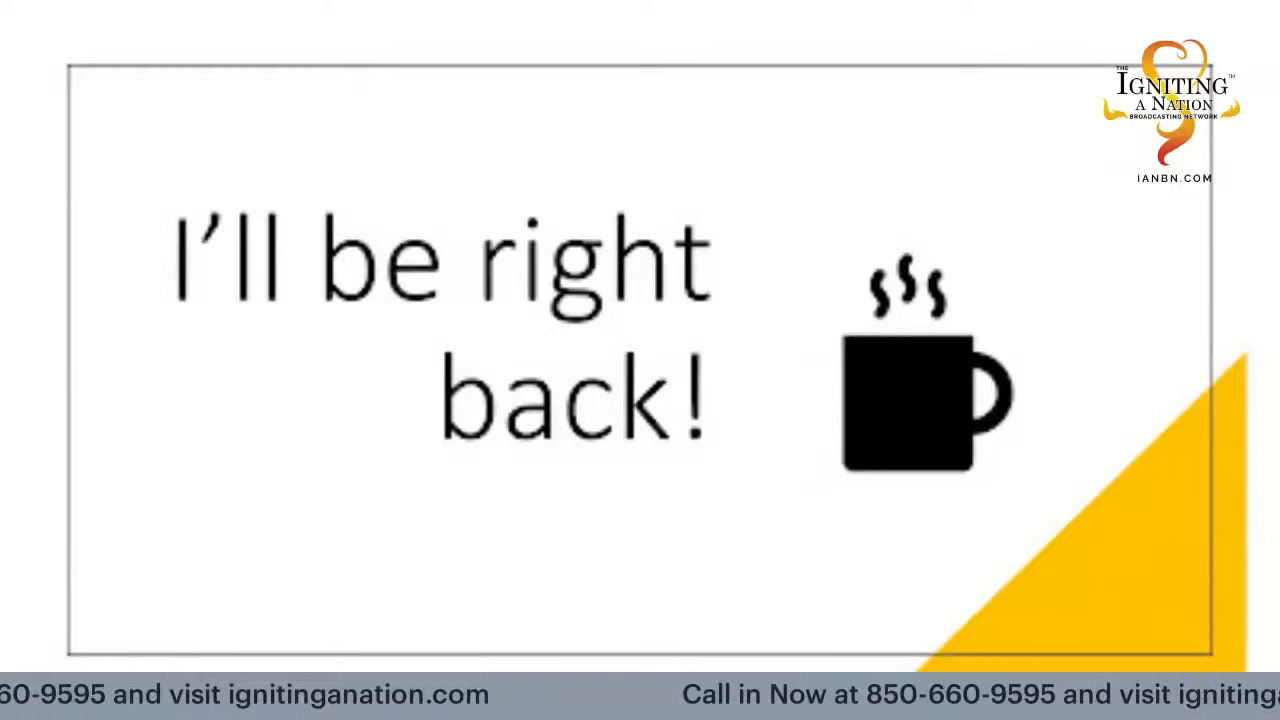 THE
IGNITING™
A NATION
BROADCASTING NETWORK
IANBN.COM
I’ll be right
back!
60-9595 and visit ignitinganation.com Call in Now at 850-660-9595 and visit igniting